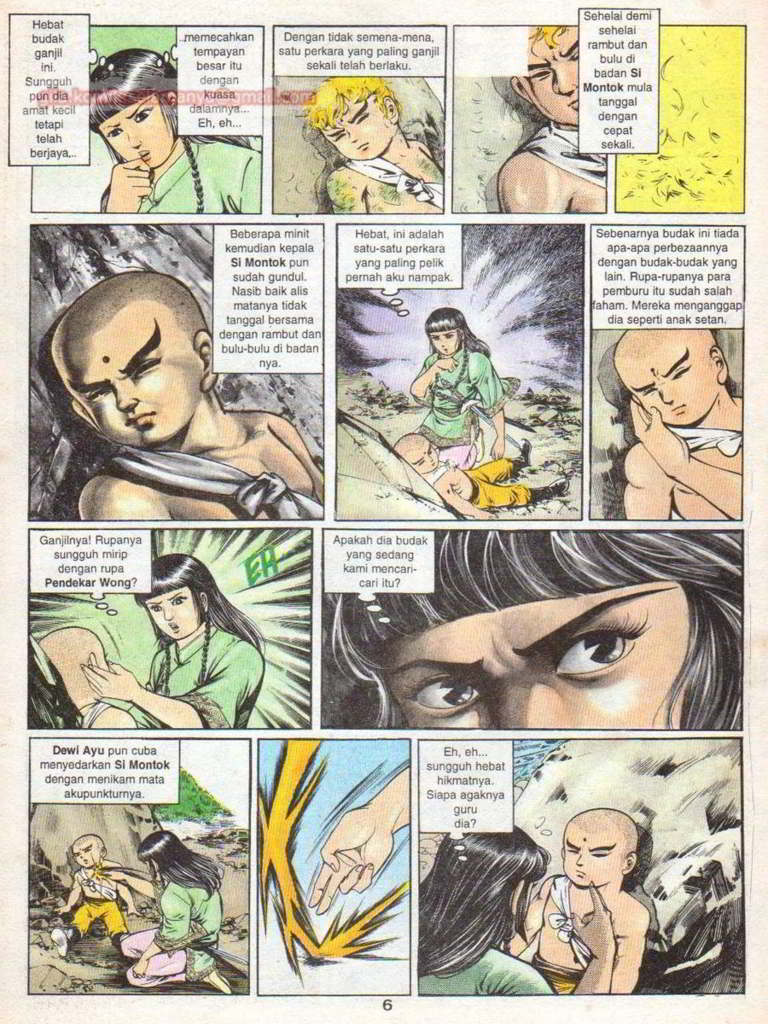 Hebat
budak
ganjil
ini.
Sungguh
pun dia
amat kecil
tetapi
telah
berjaya,..
..memecahkan
tempayan
besar itu
dengan
kuasa
dalamnya...
Eh, eh...
Dengan tidak semena-mena,
satu perkara yang paling ganjil
sekali telah berlaku.
Sehelai demi
sehelai
rambut dan
bulu di
badan Si
Montok mula
tanggal
dengan
cepat
sekali.
Beberapa minit
kemudian kepala
Si Montok pun
sudah gundul.
Nasib baik alis
matanya tidak
tanggal bersama
dengan rambut dan
bulu-bulu di badan
nya.
Hebat, ini adalah
satu-satu perkara
yang paling pelik
pernah aku nampak.
Sebenarnya budak ini tiada
apa-apa perbezaannya
dengan budak-budak yang
lain. Rupa-rupanya para
pemburu itu sudah salah
faham. Mereka menganggap
dia seperti anak setan.
Ganjilnya! Rupanya
sungguh mirip
dengan rupa
Pendekar Wong?
EH
Apakah dia budak
yang sedang
kami mencari-
cari itu?
Dewi Ayu pun cuba
menyedarkan Si Montok
dengan menikam mata
akupunkturnya.
Eh, eh...
sungguh hebat
hikmatnya.
Siapa agaknya
guru
dia?
6